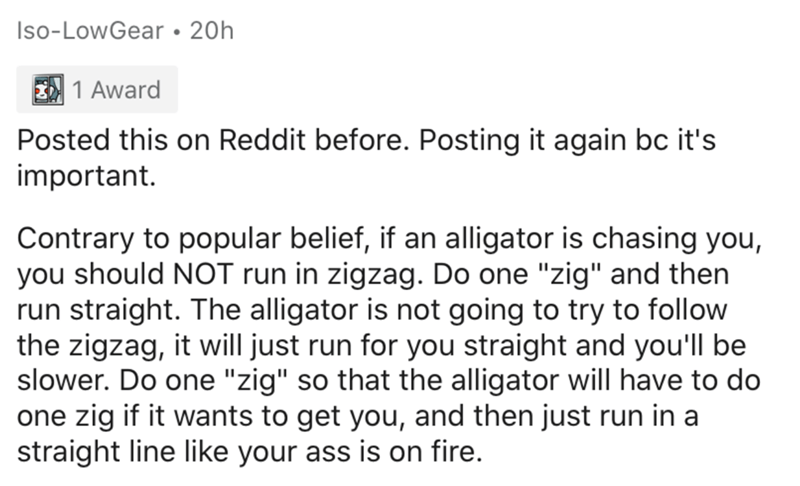 Iso-LowGear • 20h
1 Award
Posted this on Reddit before. Posting it again bc it's
important.
Contrary to popular belief, if an alligator is chasing you,
you should NOT run in zigzag. Do one "zig" and then
run straight. The alligator is not going to try to follow
the zigzag, it will just run for you straight and you'll be
slower. Do one "zig" so that the alligator will have to do
one zig if it wants to get you, and then just run in a
straight line like your ass is on fire.